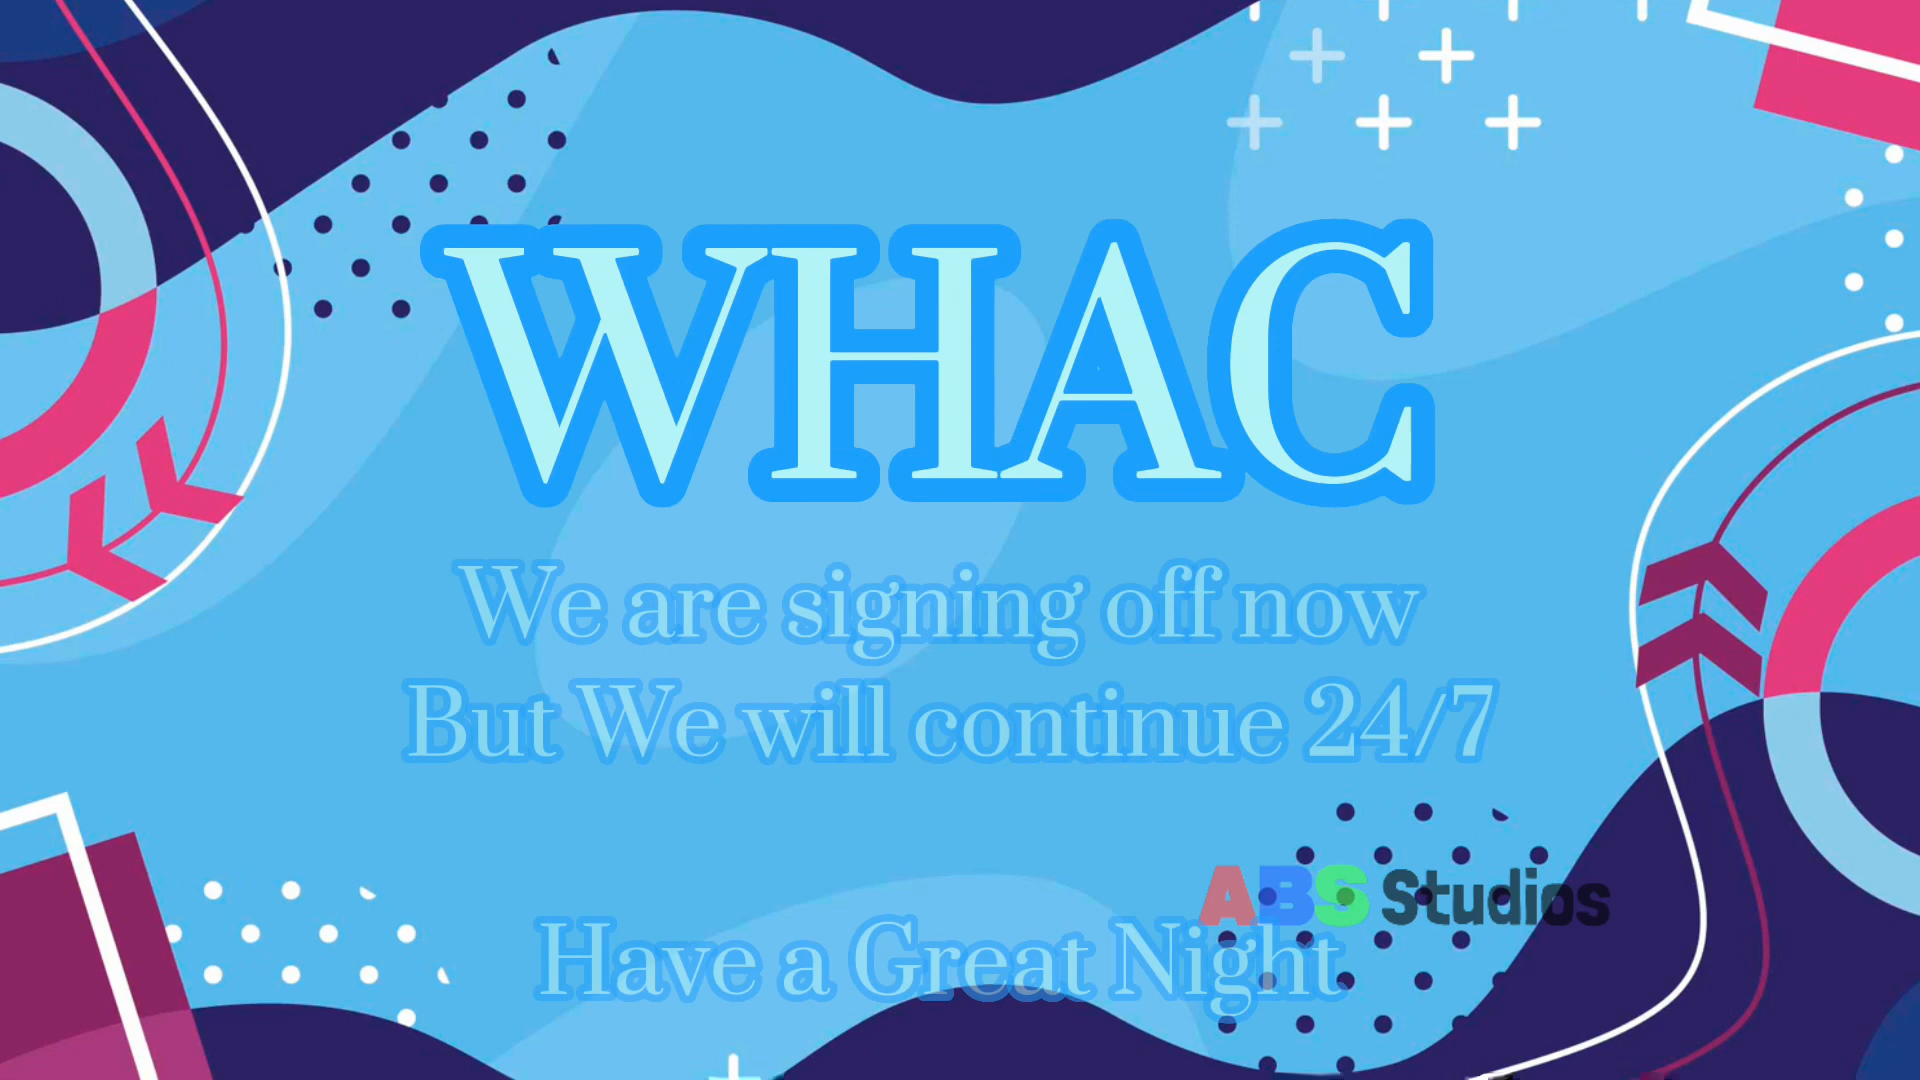 WHAC
We are signing off now
But We will continue 24/7
ABS Studios
Have a Great Night